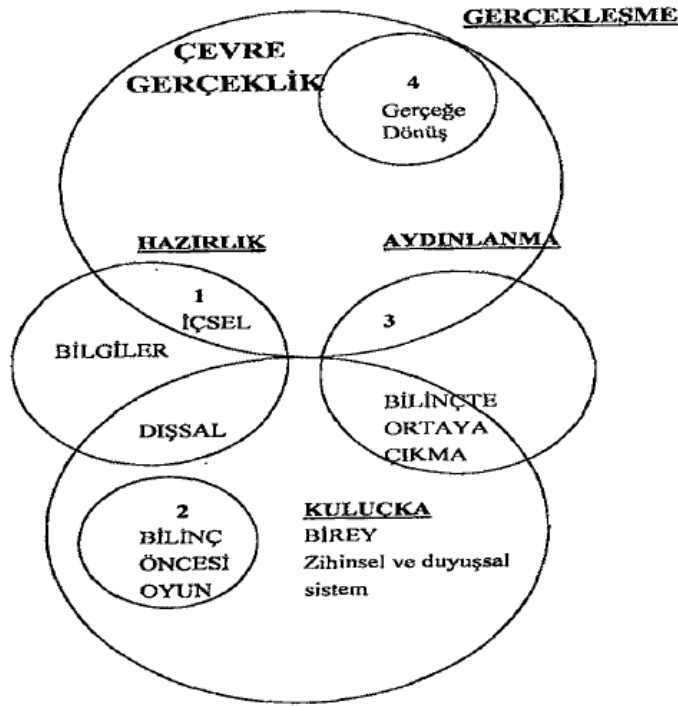 GERÇEKLEŞME
ÇEVRE
GERÇEKLİK
4
Gerçeğe
Dönüş
HAZIRLIK
AYDINLANMA
1
İÇSEL
3
BİLGİLER
DIŞSAL
BİLİNÇTE
ORTAYA
ÇIKMA
2
BİLİNÇ
ÖNCESİ
OYUN
KULUÇKA
BİREY
Zihinsel ve duyuşsal
sistem